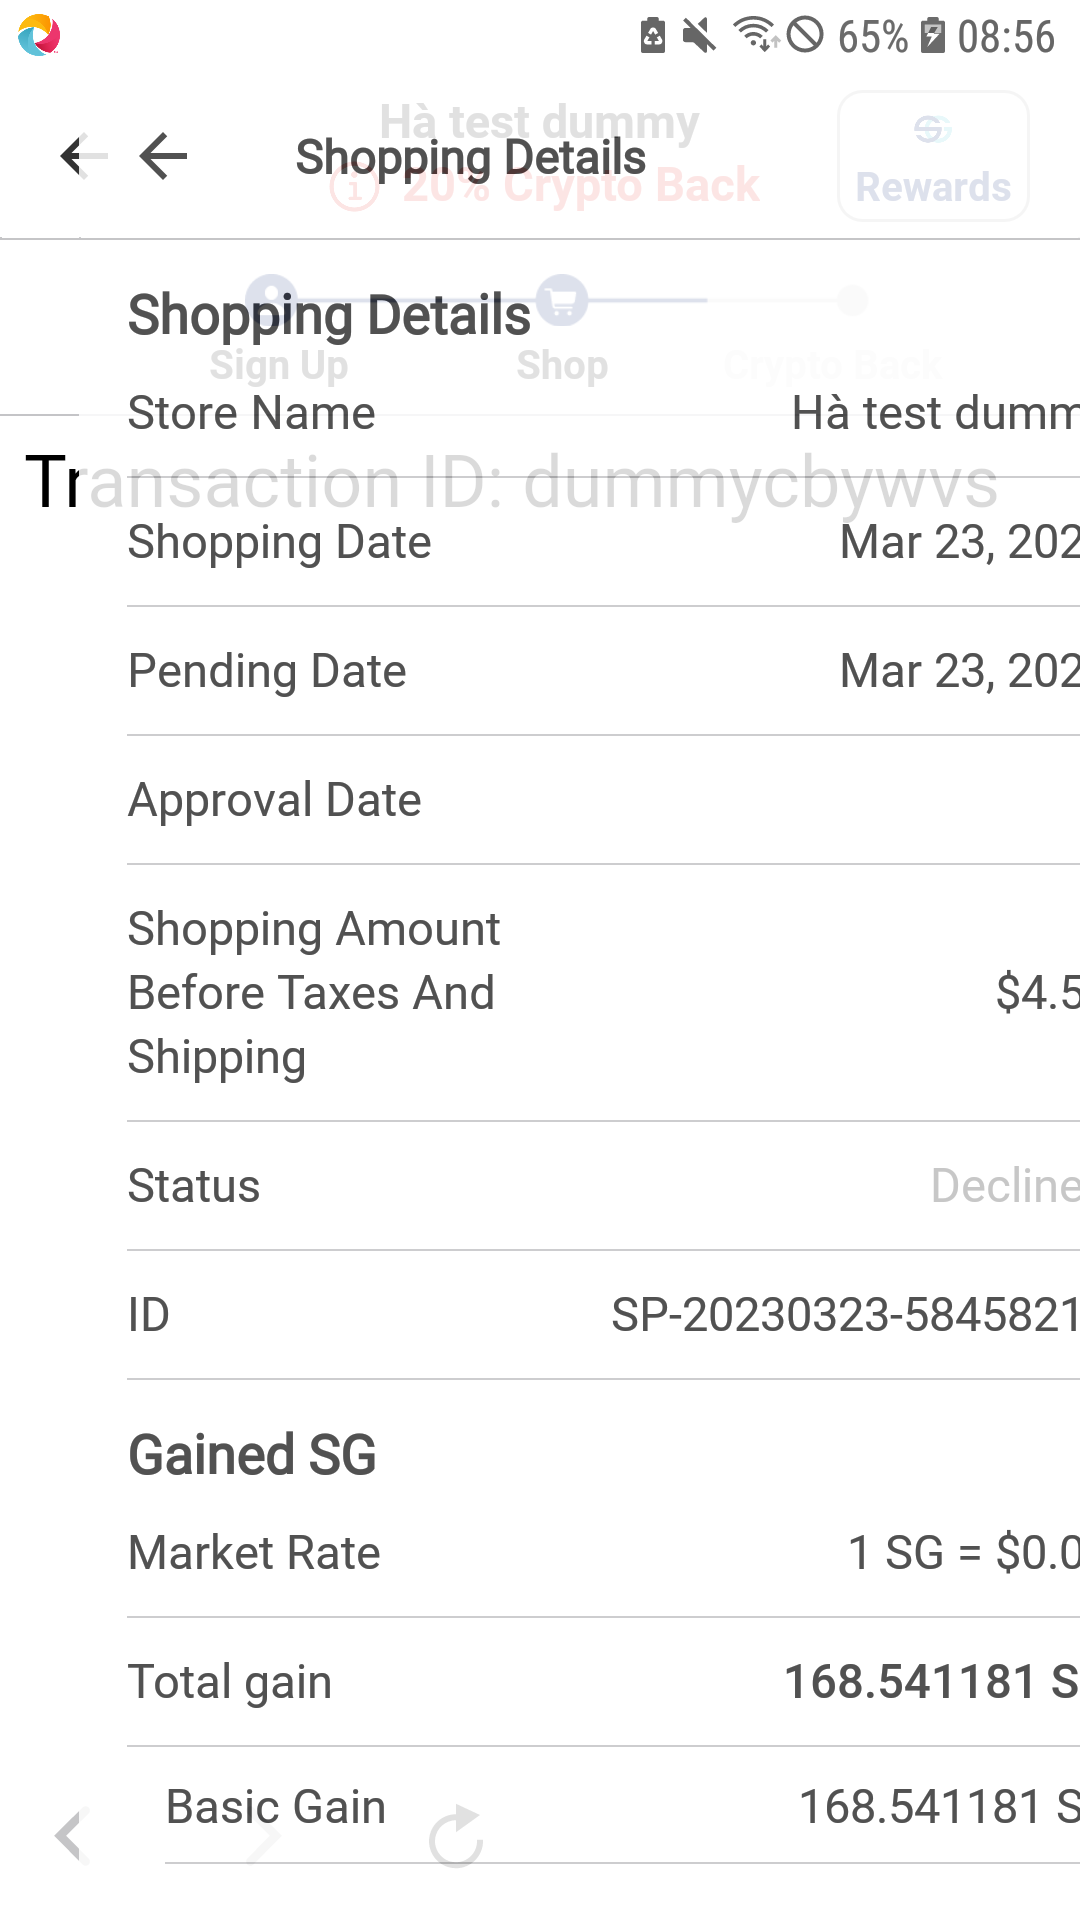 65% 08:56
Hà test dummy
Shopping Details
20% Crypto Back
Rewards
Shopping Details
Sign Up Shop Crypto Back
Store Name Hà test dumm
Transaction ID: dummycbywvs
Shopping Date Mar 23, 202
Pending Date Mar 23, 202
Approval Date
Shopping Amount
Before Taxes And $4.5
Shipping
Status Decline
ID SP-20230323-5845821
Gained SG
Market Rate 1 SG = $0.0
Total gain 168.541181 S
Basic Gain 168.541181 S